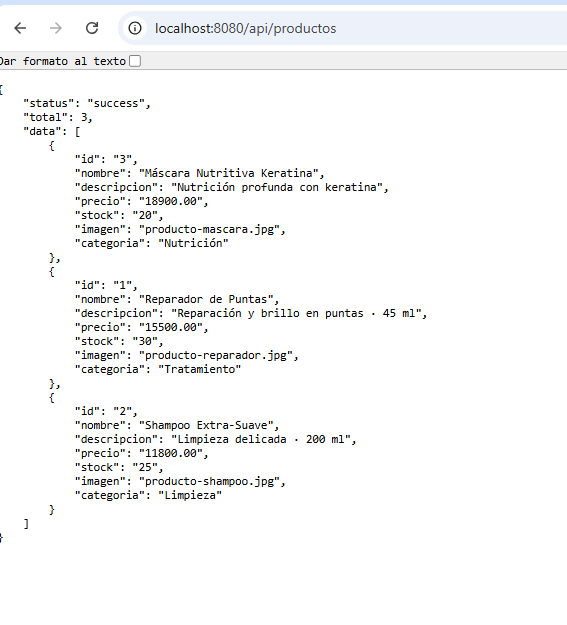 localhost:8080/api/productos
Dar formato al texto
{
    "status": "success",
    "total": 3,
    "data": [
        {
            "id": "3",
            "nombre": "Máscara Nutritiva Keratina",
            "descripcion": "Nutrición profunda con keratina",
            "precio": "18900.00",
            "stock": "20",
            "imagen": "producto-mascara.jpg",
            "categoria": "Nutrición"
        },
        {
            "id": "1",
            "nombre": "Reparador de Puntas",
            "descripcion": "Reparación y brillo en puntas · 45 ml",
            "precio": "15500.00",
            "stock": "30",
            "imagen": "producto-reparador.jpg",
            "categoria": "Tratamiento"
        },
        {
            "id": "2",
            "nombre": "Shampoo Extra-Suave",
            "descripcion": "Limpieza delicada · 200 ml",
            "precio": "11800.00",
            "stock": "25",
            "imagen": "producto-shampoo.jpg",
            "categoria": "Limpieza"
        }
    ]
}